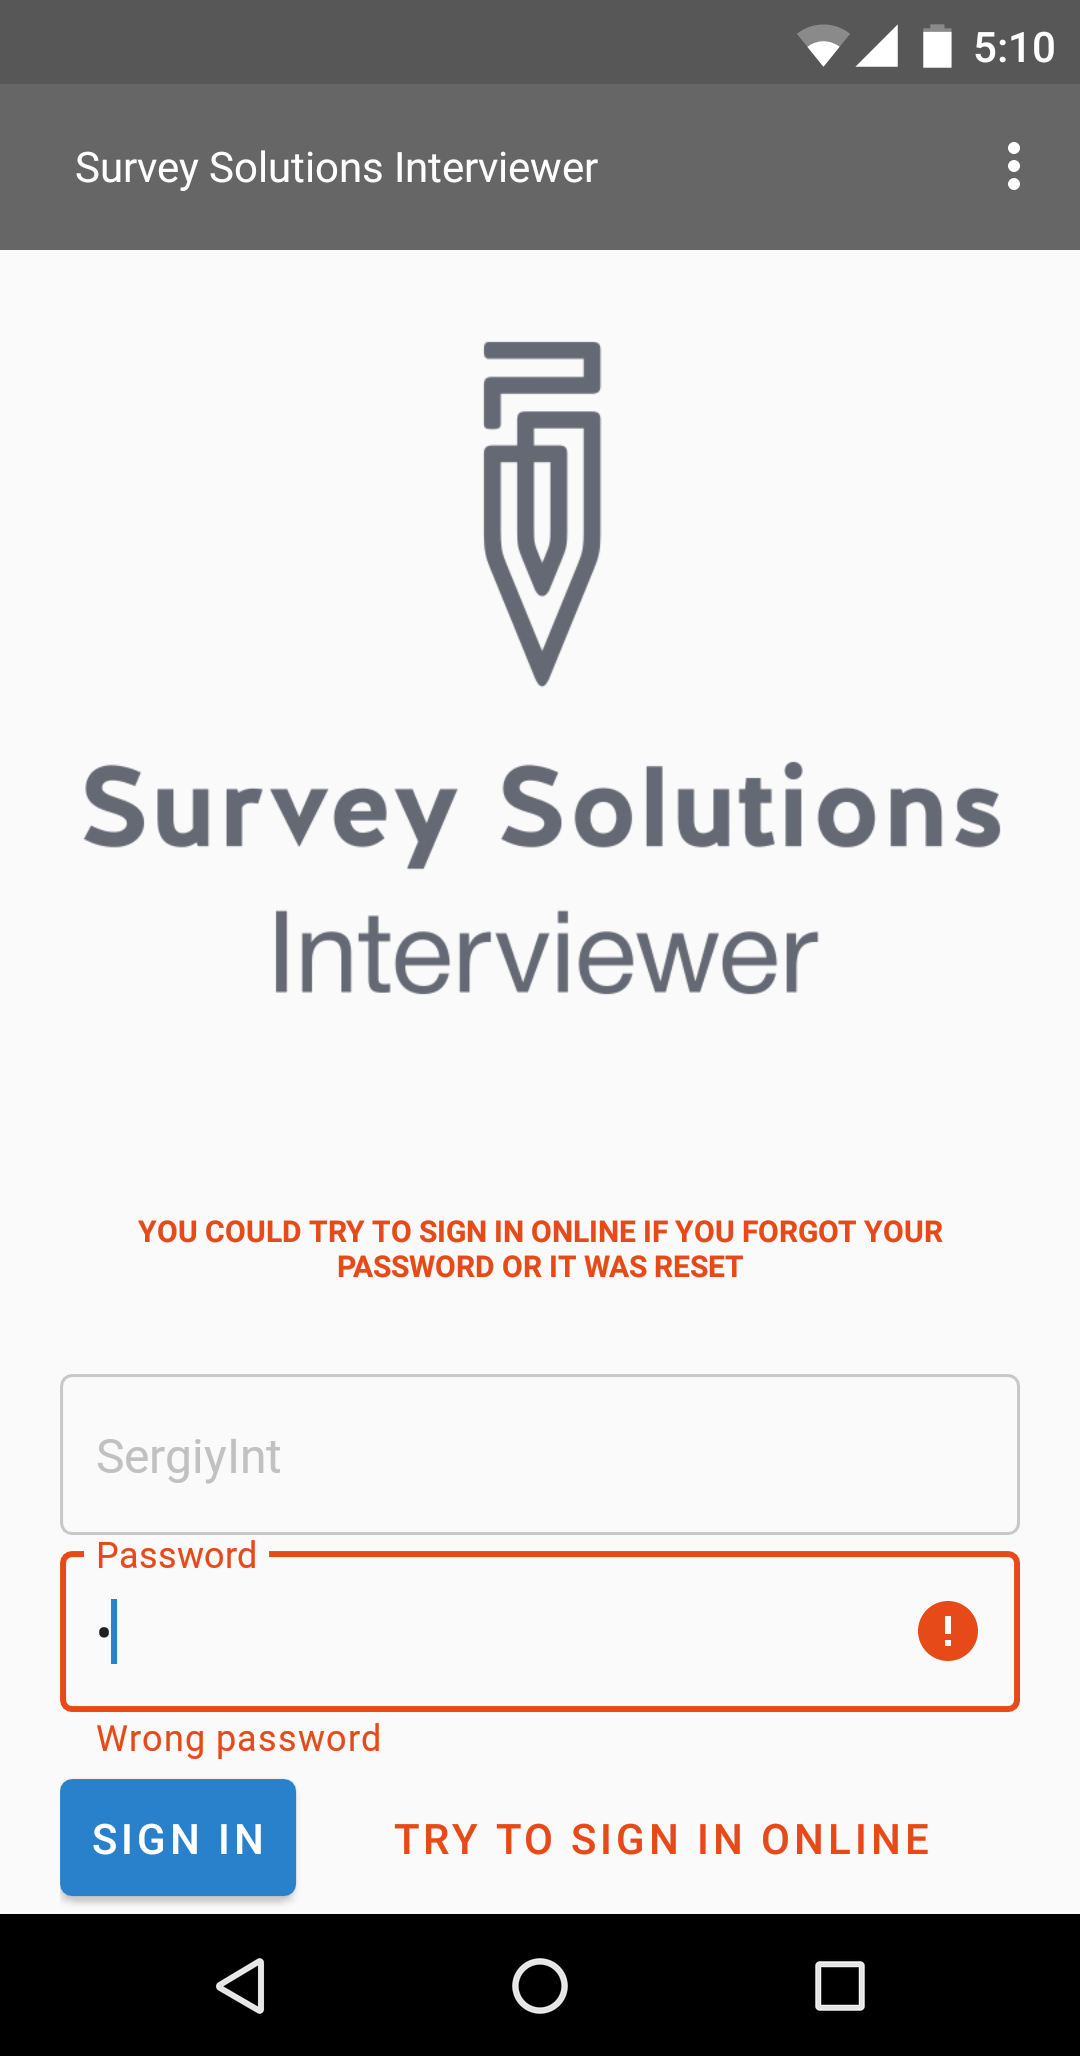 5:10
Survey Solutions Interviewer
Survey Solutions
Interviewer
YOU COULD TRY TO SIGN IN ONLINE IF YOU FORGOT YOUR
PASSWORD OR IT WAS RESET
SergiyInt
Password
Wrong password
SIGN IN
TRY TO SIGN IN ONLINE